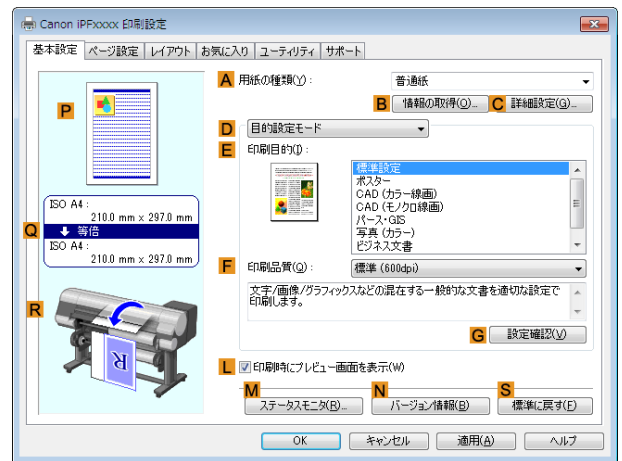 Canon iPFxxxx 印刷設定
基本設定 ページ設定 レイアウト お気に入り ユーティリティ サポート
A 用紙の種類(Y): 普通紙
B 情報の取得(O)... C 詳細設定(G)...
P
D 目的設定モード
E 印刷目的(I):
標準設定
ポスター
CAD (カラー線画)
CAD (モノクロ線画)
パース・GIS
写真 (カラー)
ビジネス文書
ISO A4:
210.0 mm x 297.0 mm
Q 等倍
ISO A4:
210.0 mm x 297.0 mm
F 印刷品質(Q): 標準 (600dpi)
文字/画像/グラフィックスなどの混在する一般的な文書を適切な設定で
印刷します。
R
R
G 設定確認(V)
L 印刷時にプレビュー画面を表示(W)
M N S
ステータスモニタ(R)... バージョン情報(B) 標準に戻す(F)
OK キャンセル 適用(A) ヘルプ